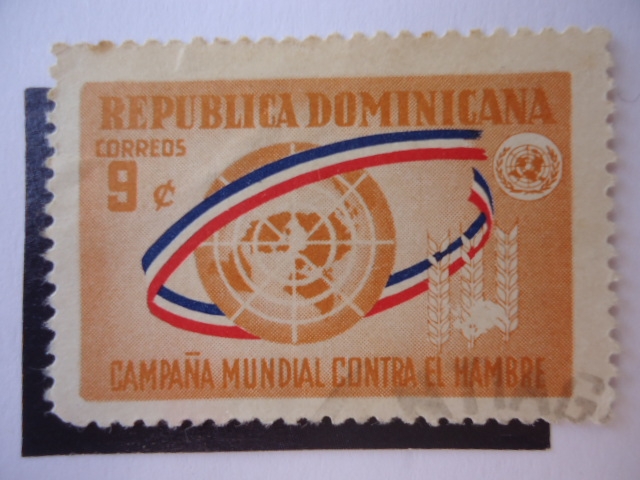 REPUBLICA DOMINICANA
CORREOS
9 ¢
CAMPAÑA MUNDIAL CONTRA EL HAMBRE